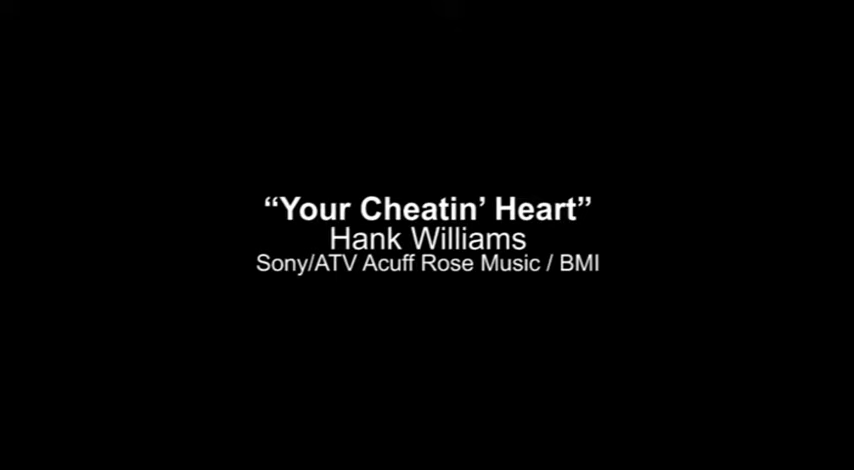 “Your Cheatin’ Heart”
Hank Williams
Sony/ATV Acuff Rose Music / BMI